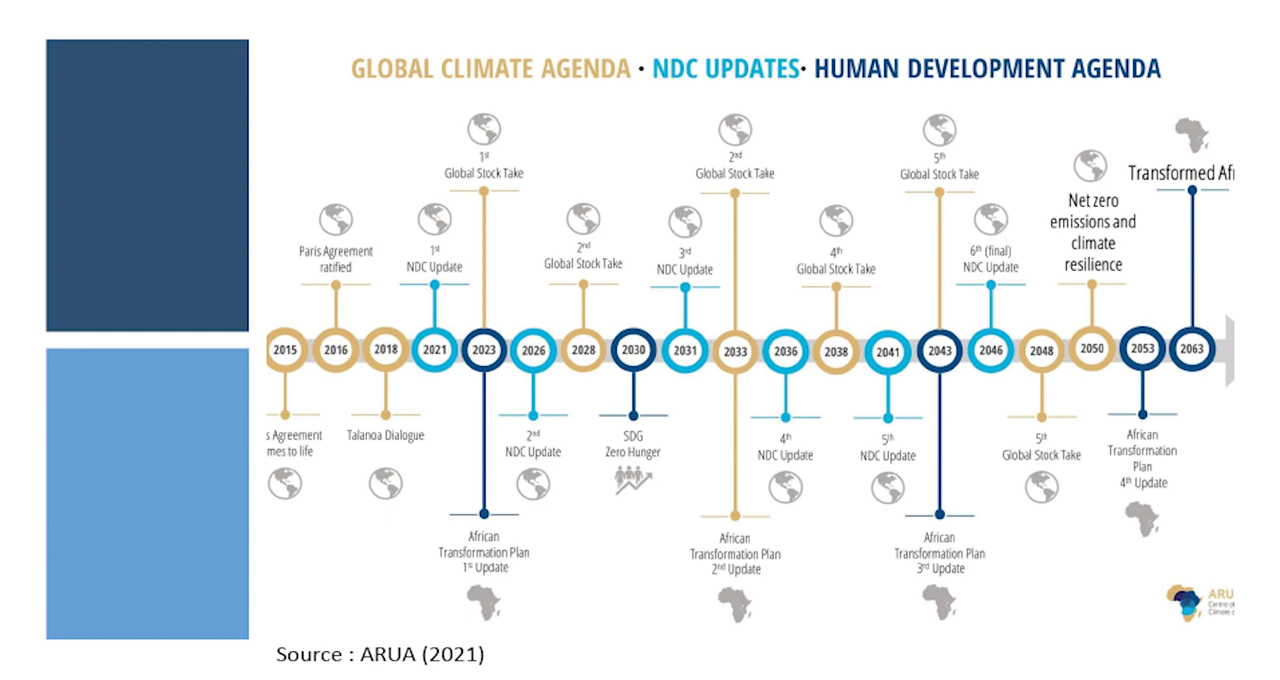 GLOBAL CLIMATE AGENDA · NDC UPDATES· HUMAN DEVELOPMENT AGENDA
1st
Global Stock Take
2nd
Global Stock Take
5th
Global Stock Take
Transformed Afri
Paris Agreement
ratified
1st
NDC Update
2nd
Global Stock Take
3rd
NDC Update
4th
Global Stock Take
6th (final)
NDC Update
Net zero
emissions and
climate
resilience
2015
2016
2018
2021
2023
2026
2028
2030
2031
2033
2036
2038
2041
2043
2046
2048
2050
2053
2063
s Agreement
mes to life
Talanoa Dialogue
2nd
NDC Update
SDG
Zero Hunger
4th
NDC Update
5th
NDC Update
5th
Global Stock Take
African
Transformation
Plan
4th Update
African
Transformation Plan
1st Update
African
Transformation Plan
2nd Update
African
Transformation Plan
3rd Update
ARU
Centre of
Climate
Source : ARUA (2021)